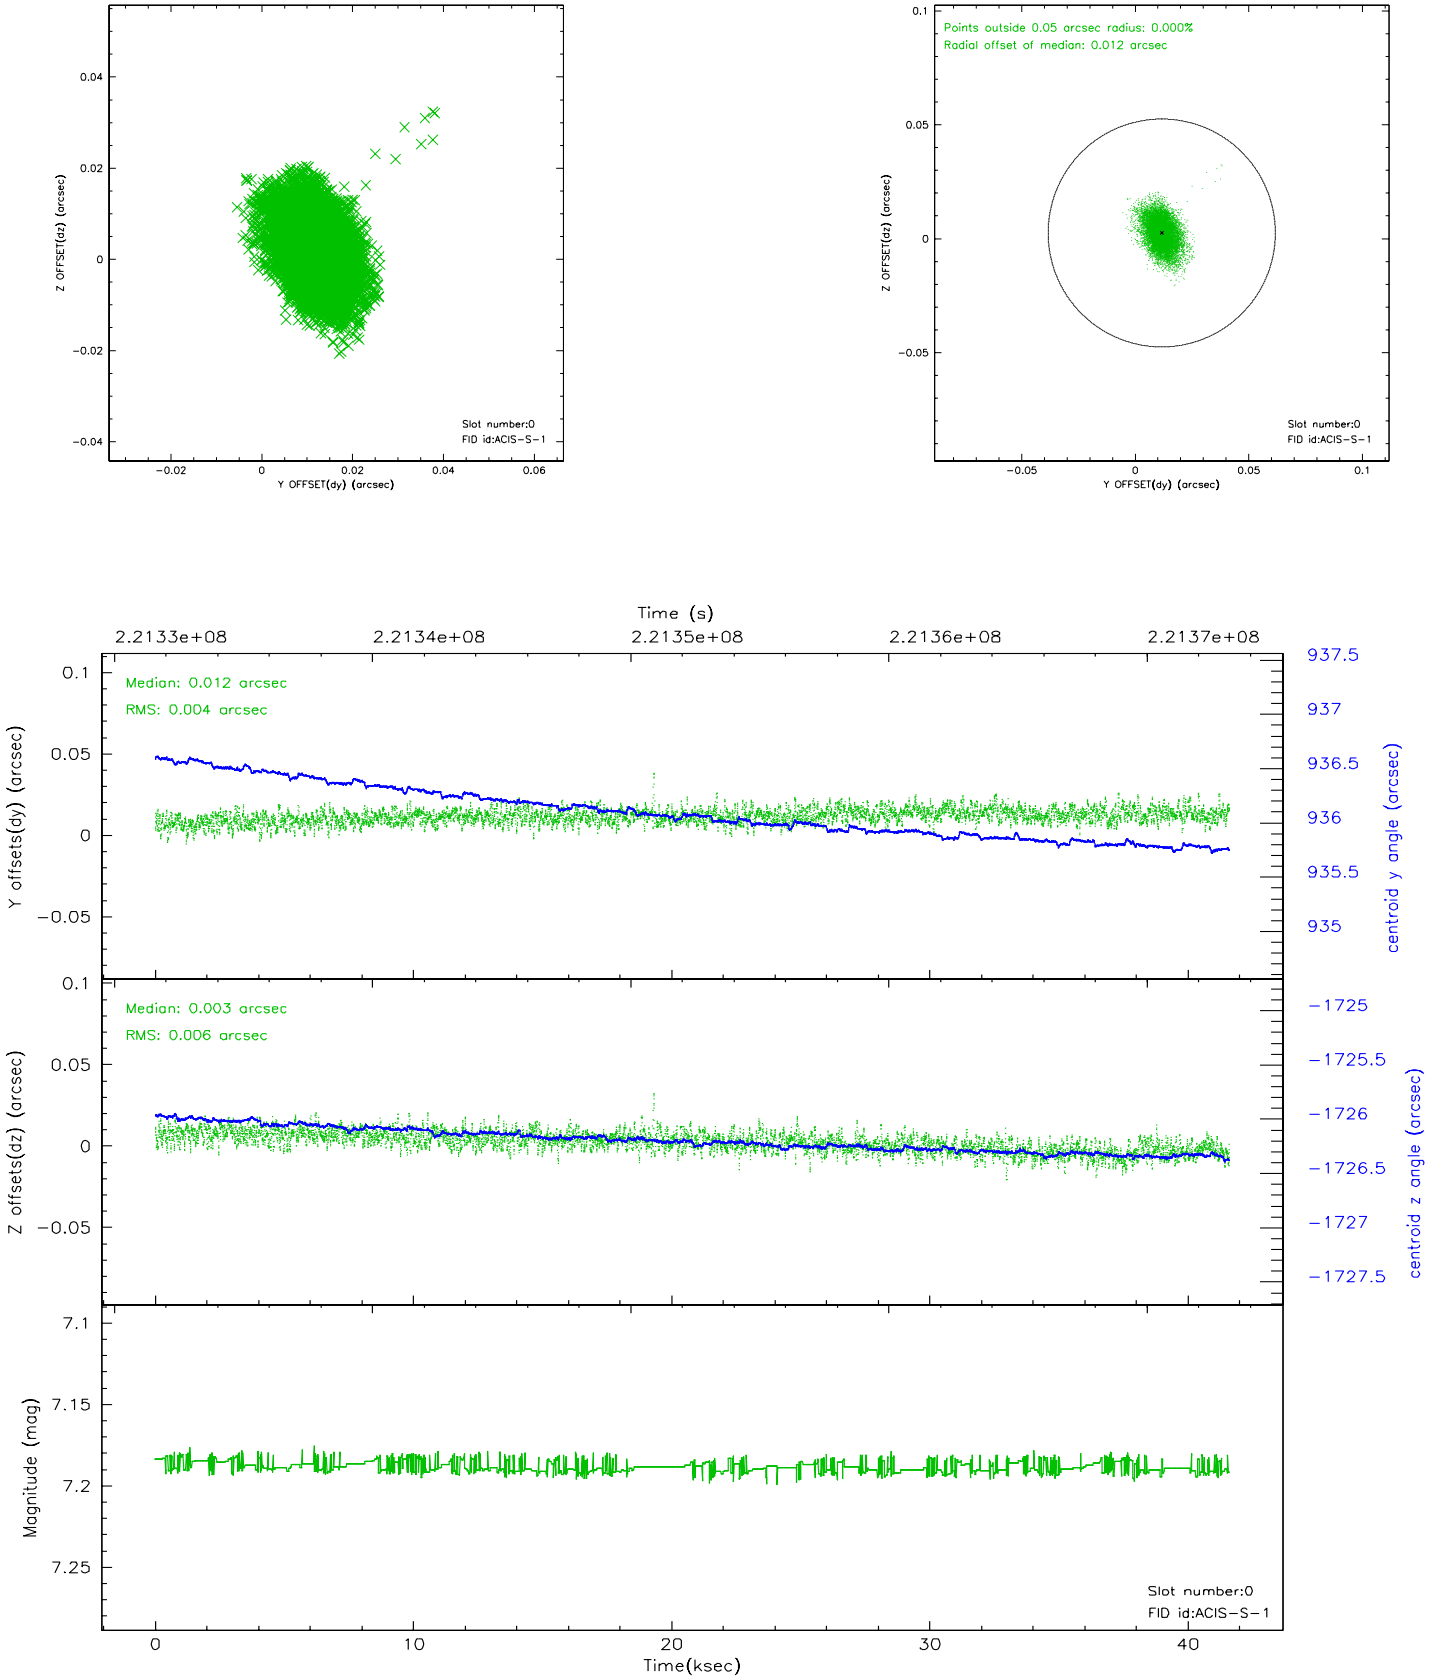 0.04
0.02
0
−0.02
−0.04
Z OFFSET(dz) (arcsec)
Slot number:0
FID id:ACIS−S−1
−0.02 0 0.02 0.04 0.06
Y OFFSET(dy) (arcsec)
0.1
0.05
0
−0.05
Z OFFSET(dz) (arcsec)
Points outside 0.05 arcsec radius: 0.000%
Radial offset of median: 0.012 arcsec
Slot number:0
FID id:ACIS−S−1
−0.05 0 0.05 0.1
Y OFFSET(dy) (arcsec)
Time (s)
2.2133e+08 2.2134e+08 2.2135e+08 2.2136e+08 2.2137e+08
0.1
0.05
0
−0.05
Y offsets(dy) (arcsec)
Median: 0.012 arcsec
RMS: 0.004 arcsec
937.5
937
936.5
936
935.5
935
centroid y angle (arcsec)
0.1
0.05
0
−0.05
Z offsets(dz) (arcsec)
Median: 0.003 arcsec
RMS: 0.006 arcsec
−1725
−1725.5
−1726
−1726.5
−1727
−1727.5
centroid z angle (arcsec)
7.1
7.15
7.2
7.25
Magnitude (mag)
Slot number:0
FID id:ACIS−S−1
0 10 20 30 40
Time(ksec)